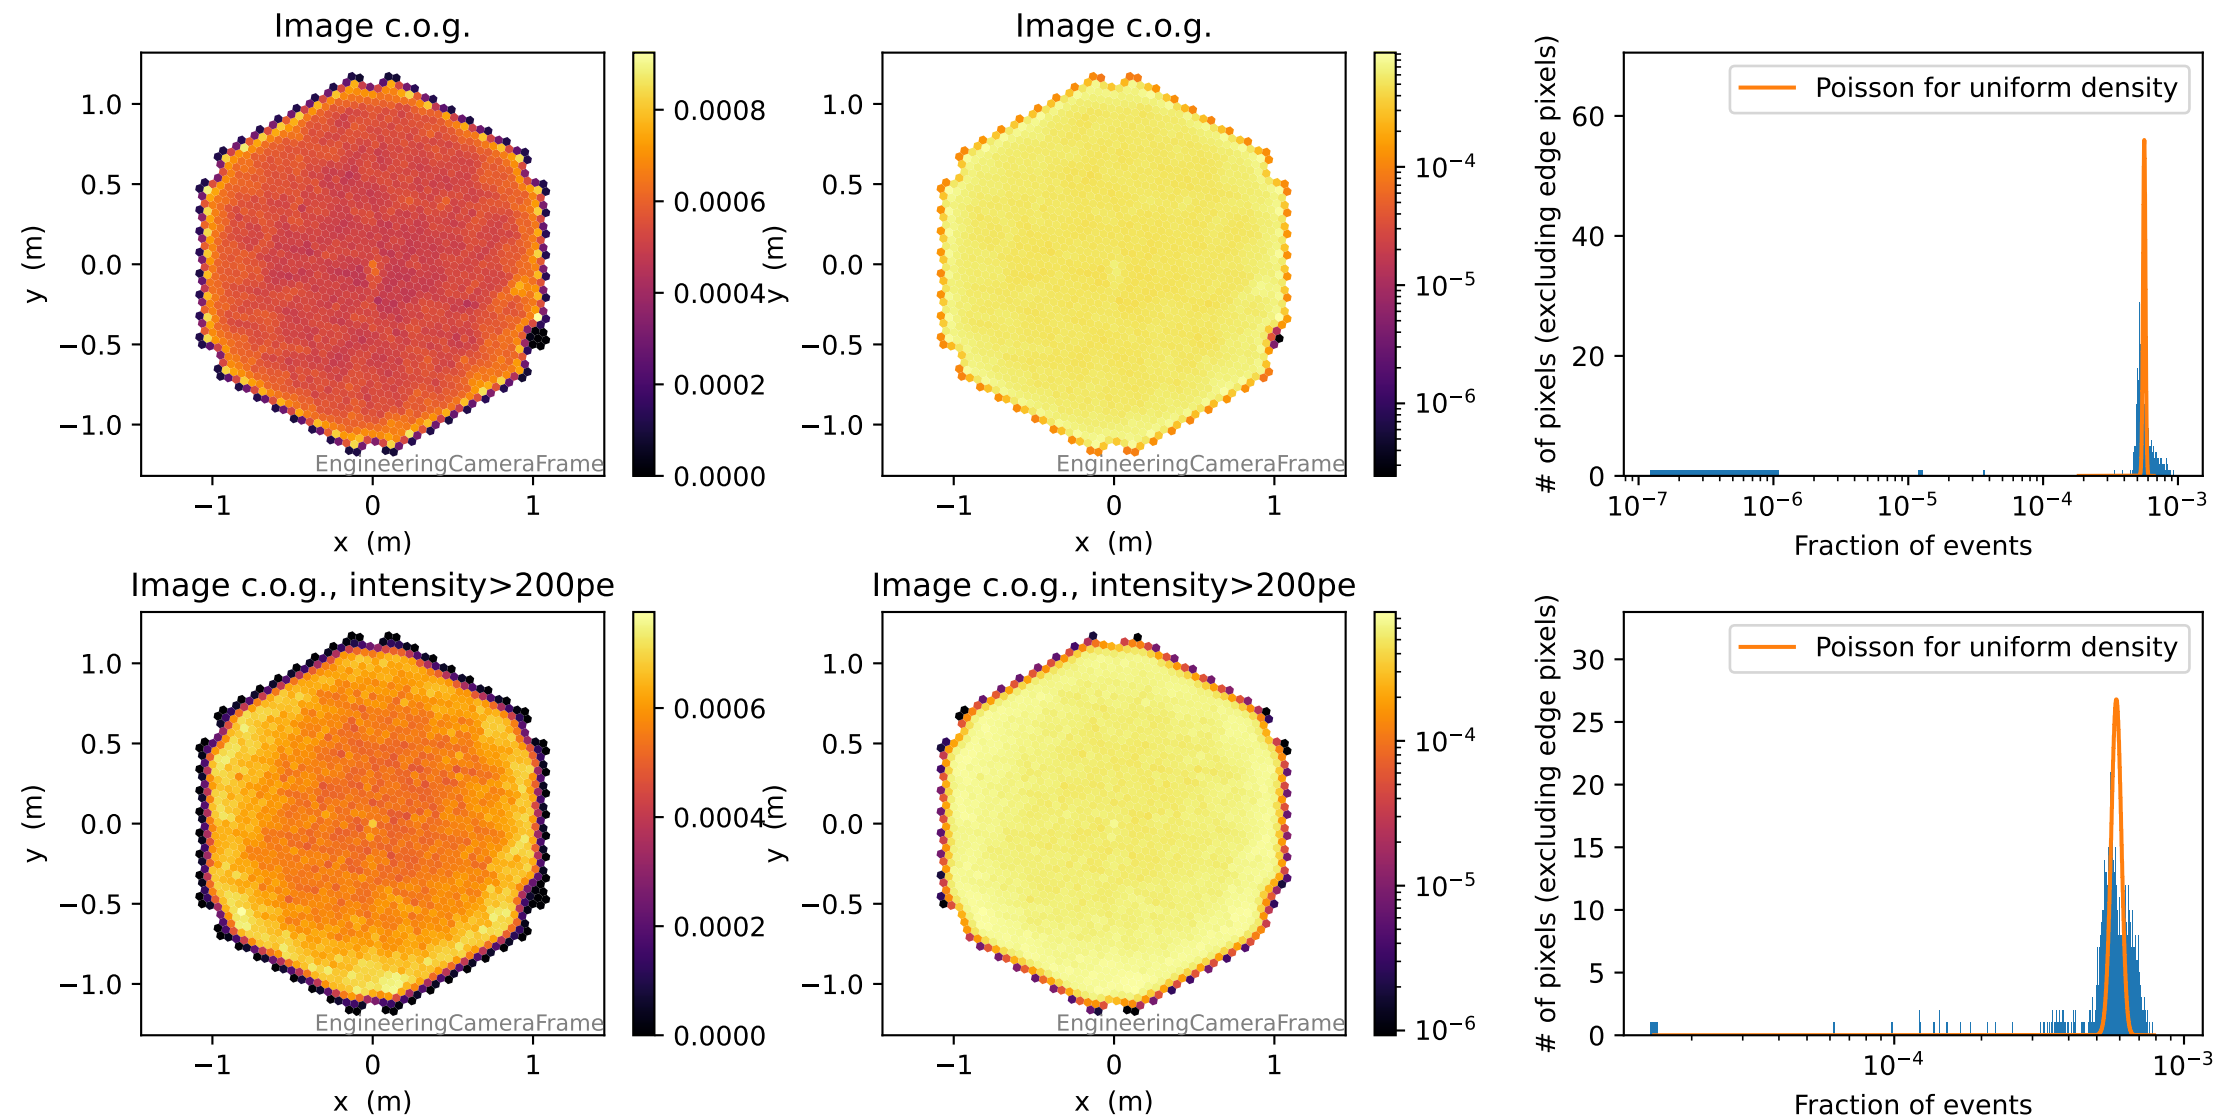 Image c.o.g.
1.0
0.5
0.0
−0.5
−1.0
y (m)
−1
0
1
x (m)
EngineeringCameraFrame
0.0008
0.0006
0.0004
0.0002
0.0000
Image c.o.g.
1.0
0.5
0.0
−0.5
−1.0
y (m)
−1
0
1
x (m)
EngineeringCameraFrame
10⁻⁴
10⁻⁵
10⁻⁶
# of pixels (excluding edge pixels)
60
40
20
0
Poisson for uniform density
10⁻⁷
10⁻⁶
10⁻⁵
10⁻⁴
10⁻³
Fraction of events
Image c.o.g., intensity>200pe
1.0
0.5
0.0
−0.5
−1.0
y (m)
−1
0
1
x (m)
EngineeringCameraFrame
0.0006
0.0004
0.0002
0.0000
Image c.o.g., intensity>200pe
1.0
0.5
0.0
−0.5
−1.0
y (m)
−1
0
1
x (m)
EngineeringCameraFrame
10⁻⁴
10⁻⁵
10⁻⁶
# of pixels (excluding edge pixels)
30
25
20
15
10
5
0
Poisson for uniform density
10⁻⁴
10⁻³
Fraction of events